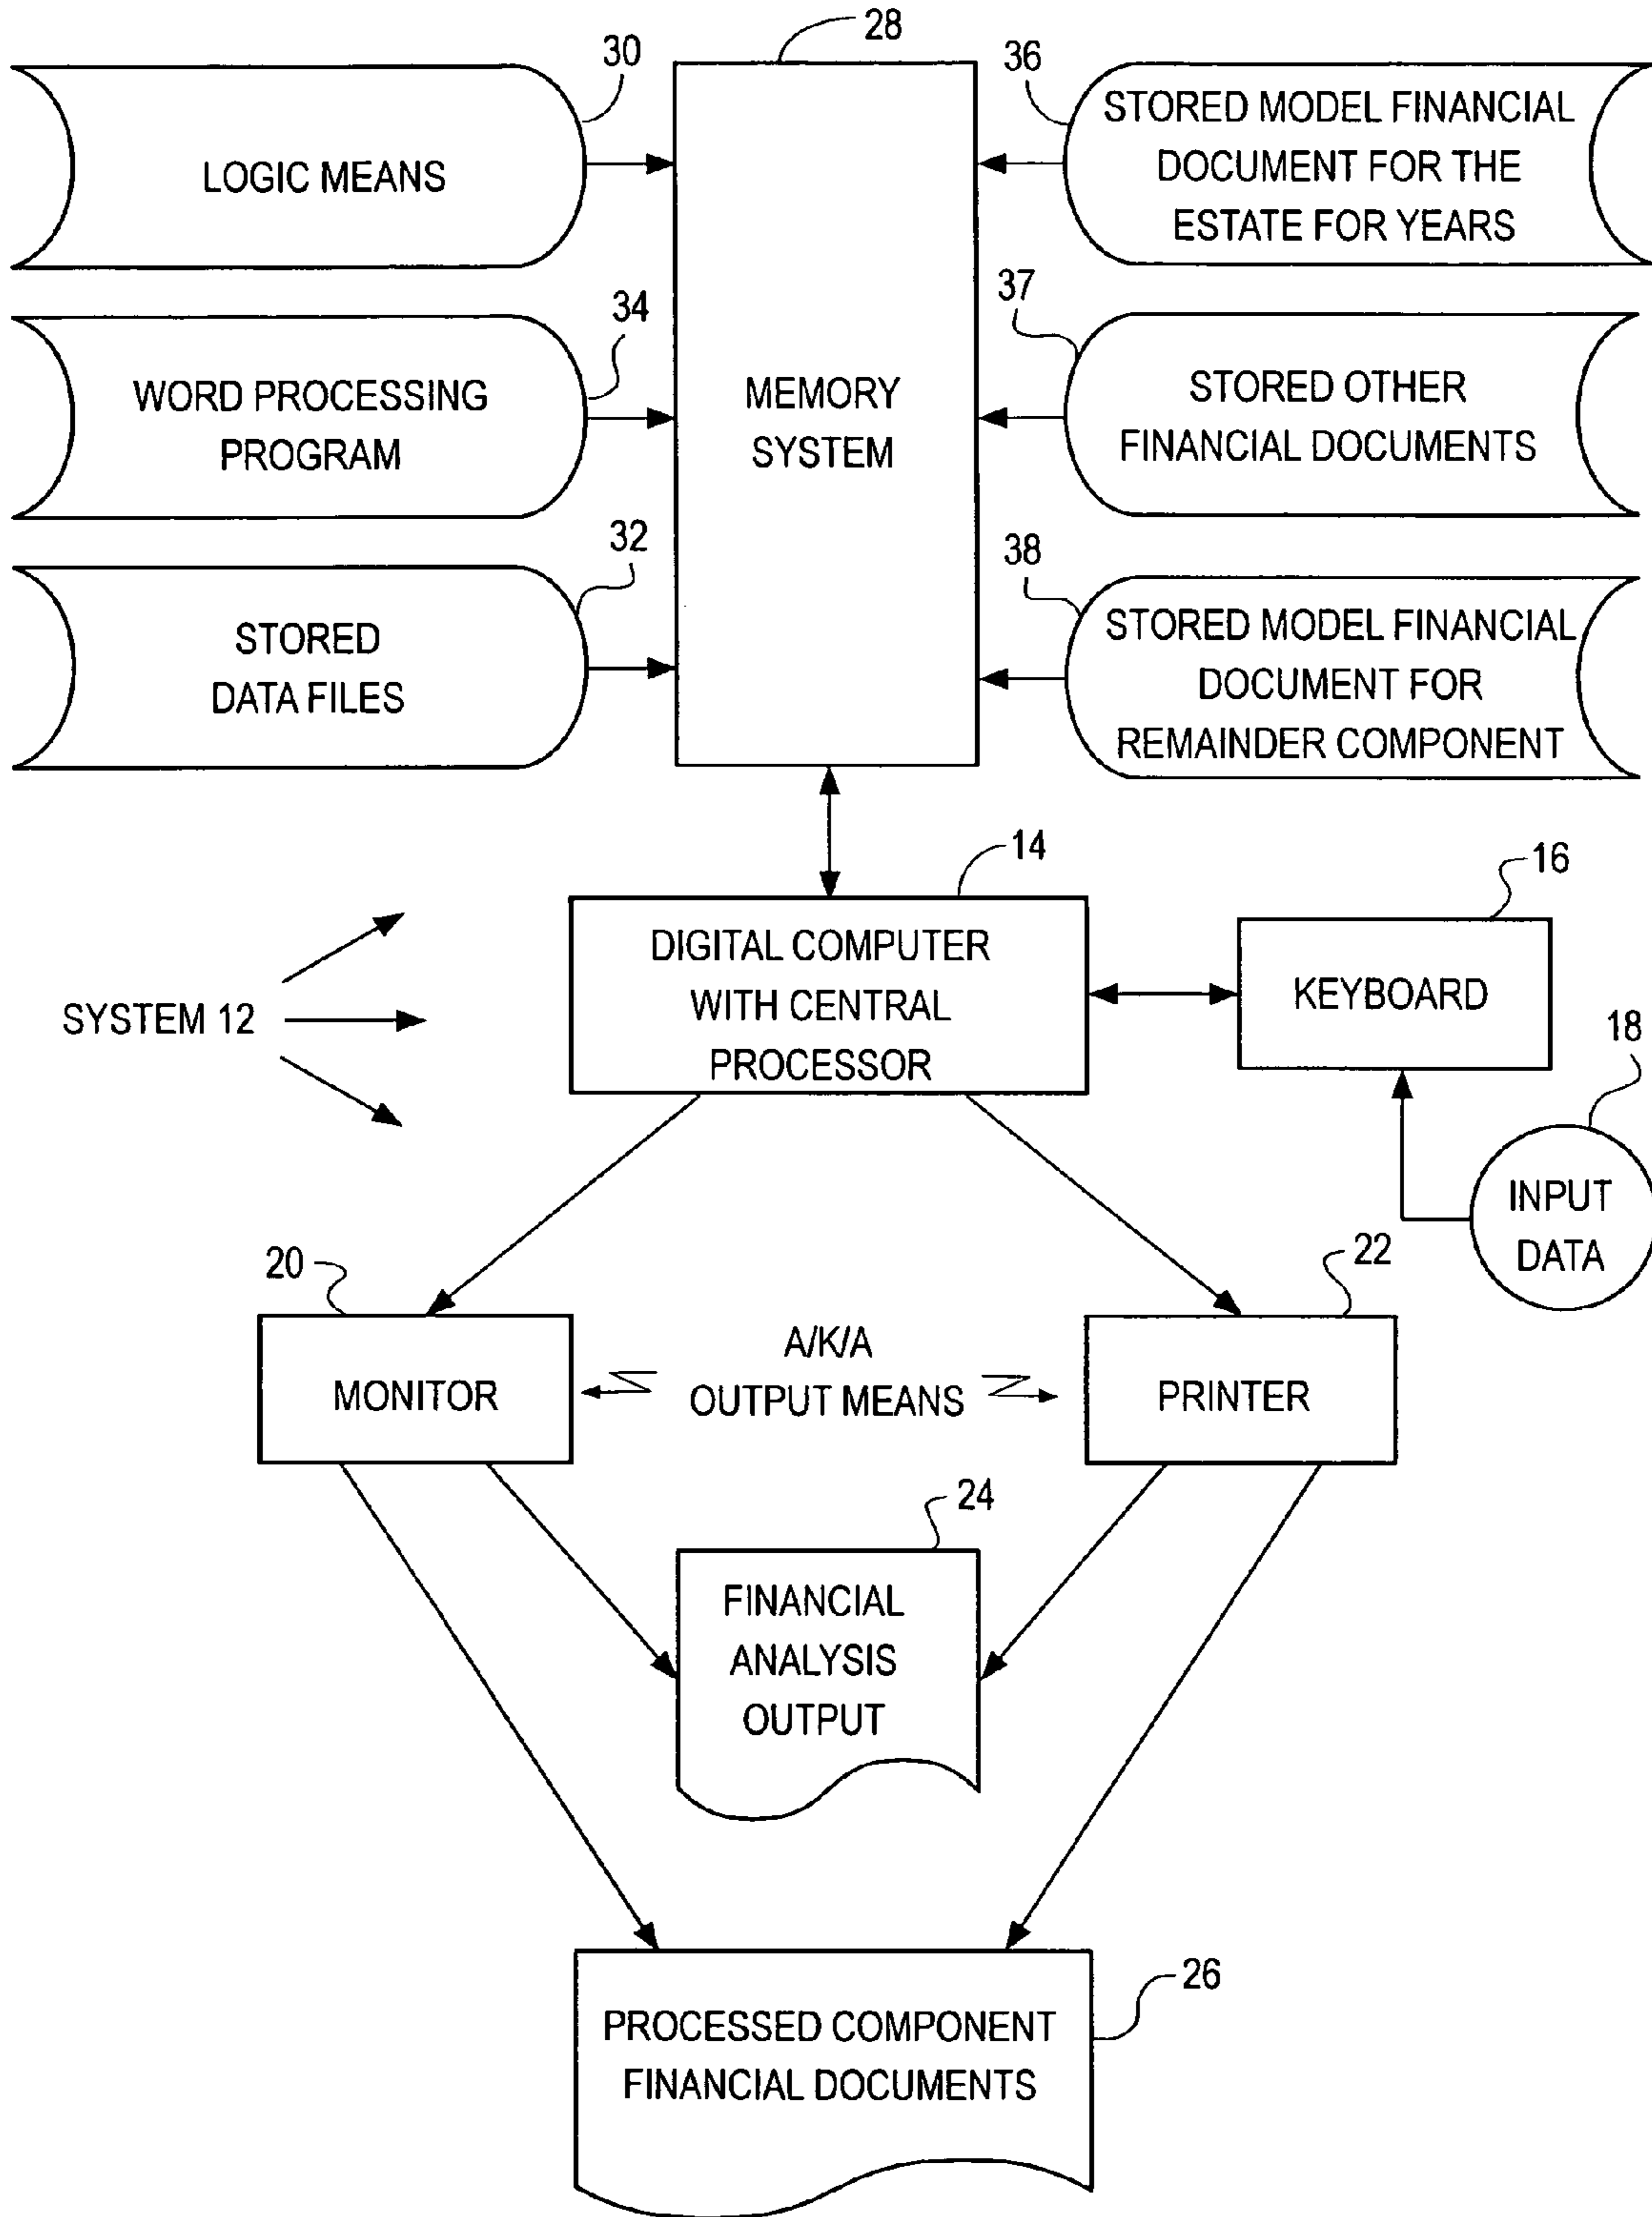 28
30
36
LOGIC MEANS
STORED MODEL FINANCIAL
DOCUMENT FOR THE
ESTATE FOR YEARS
34
37
WORD PROCESSING
PROGRAM
MEMORY
SYSTEM
STORED OTHER
FINANCIAL DOCUMENTS
32
38
STORED
DATA FILES
STORED MODEL FINANCIAL
DOCUMENT FOR
REMAINDER COMPONENT
14
16
SYSTEM 12
DIGITAL COMPUTER
WITH CENTRAL
PROCESSOR
KEYBOARD
18
INPUT
DATA
20
22
MONITOR
A/K/A
OUTPUT MEANS
PRINTER
24
FINANCIAL
ANALYSIS
OUTPUT
26
PROCESSED COMPONENT
FINANCIAL DOCUMENTS